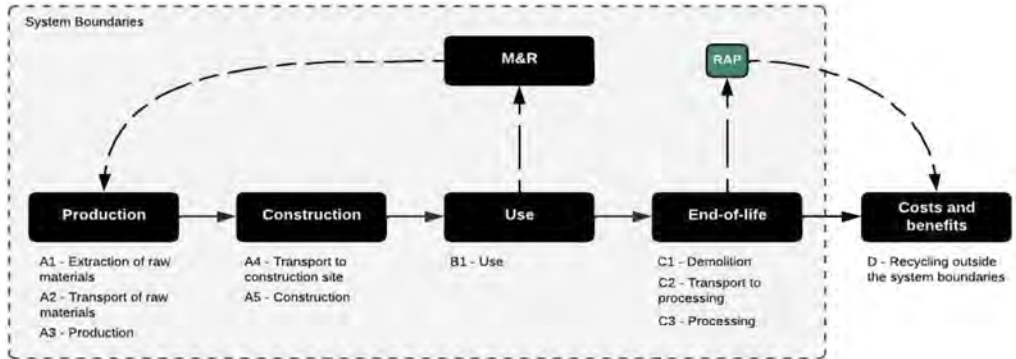 System Boundaries
M&R
RAP
Production
Construction
Use
End-of-life
Costs and
benefits
A1 - Extraction of raw
materials
A2 - Transport of raw
materials
A3 - Production
A4 - Transport to
construction site
A5 - Construction
B1 - Use
C1 - Demolition
C2 - Transport to
processing
C3 - Processing
D - Recycling outside
the system boundaries